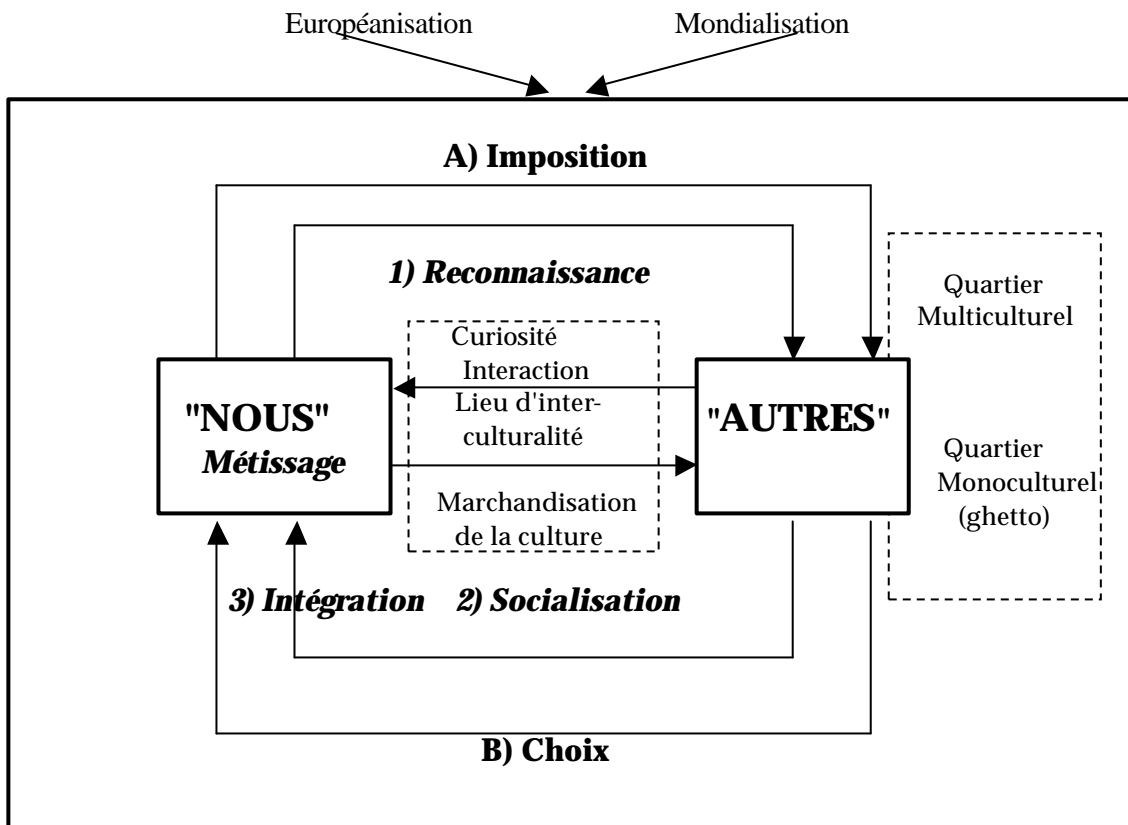 Européanisation
Mondialisation
A) Imposition
1) Reconnaissance
Quartier
Multiculturel
Curiosité
Interaction
Lieu d'inter-
culturalité
"NOUS"
Métissage
"AUTRES"
Quartier
Monoculturel
(ghetto)
Marchandisation
de la culture
3) Intégration
2) Socialisation
B) Choix